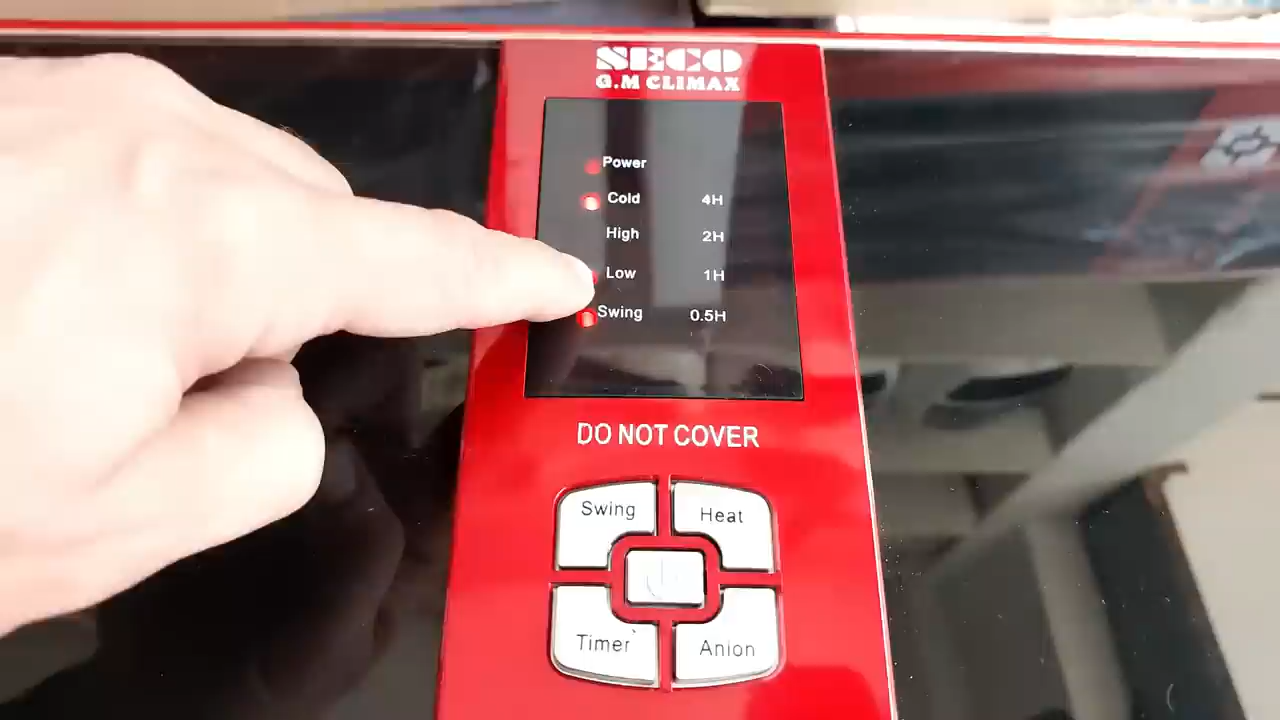 SECO
G.M CLIMAX
Power
Cold 4H
High 2H
Low 1H
Swing 0.5H
DO NOT COVER
Swing Heat
Timer Anion